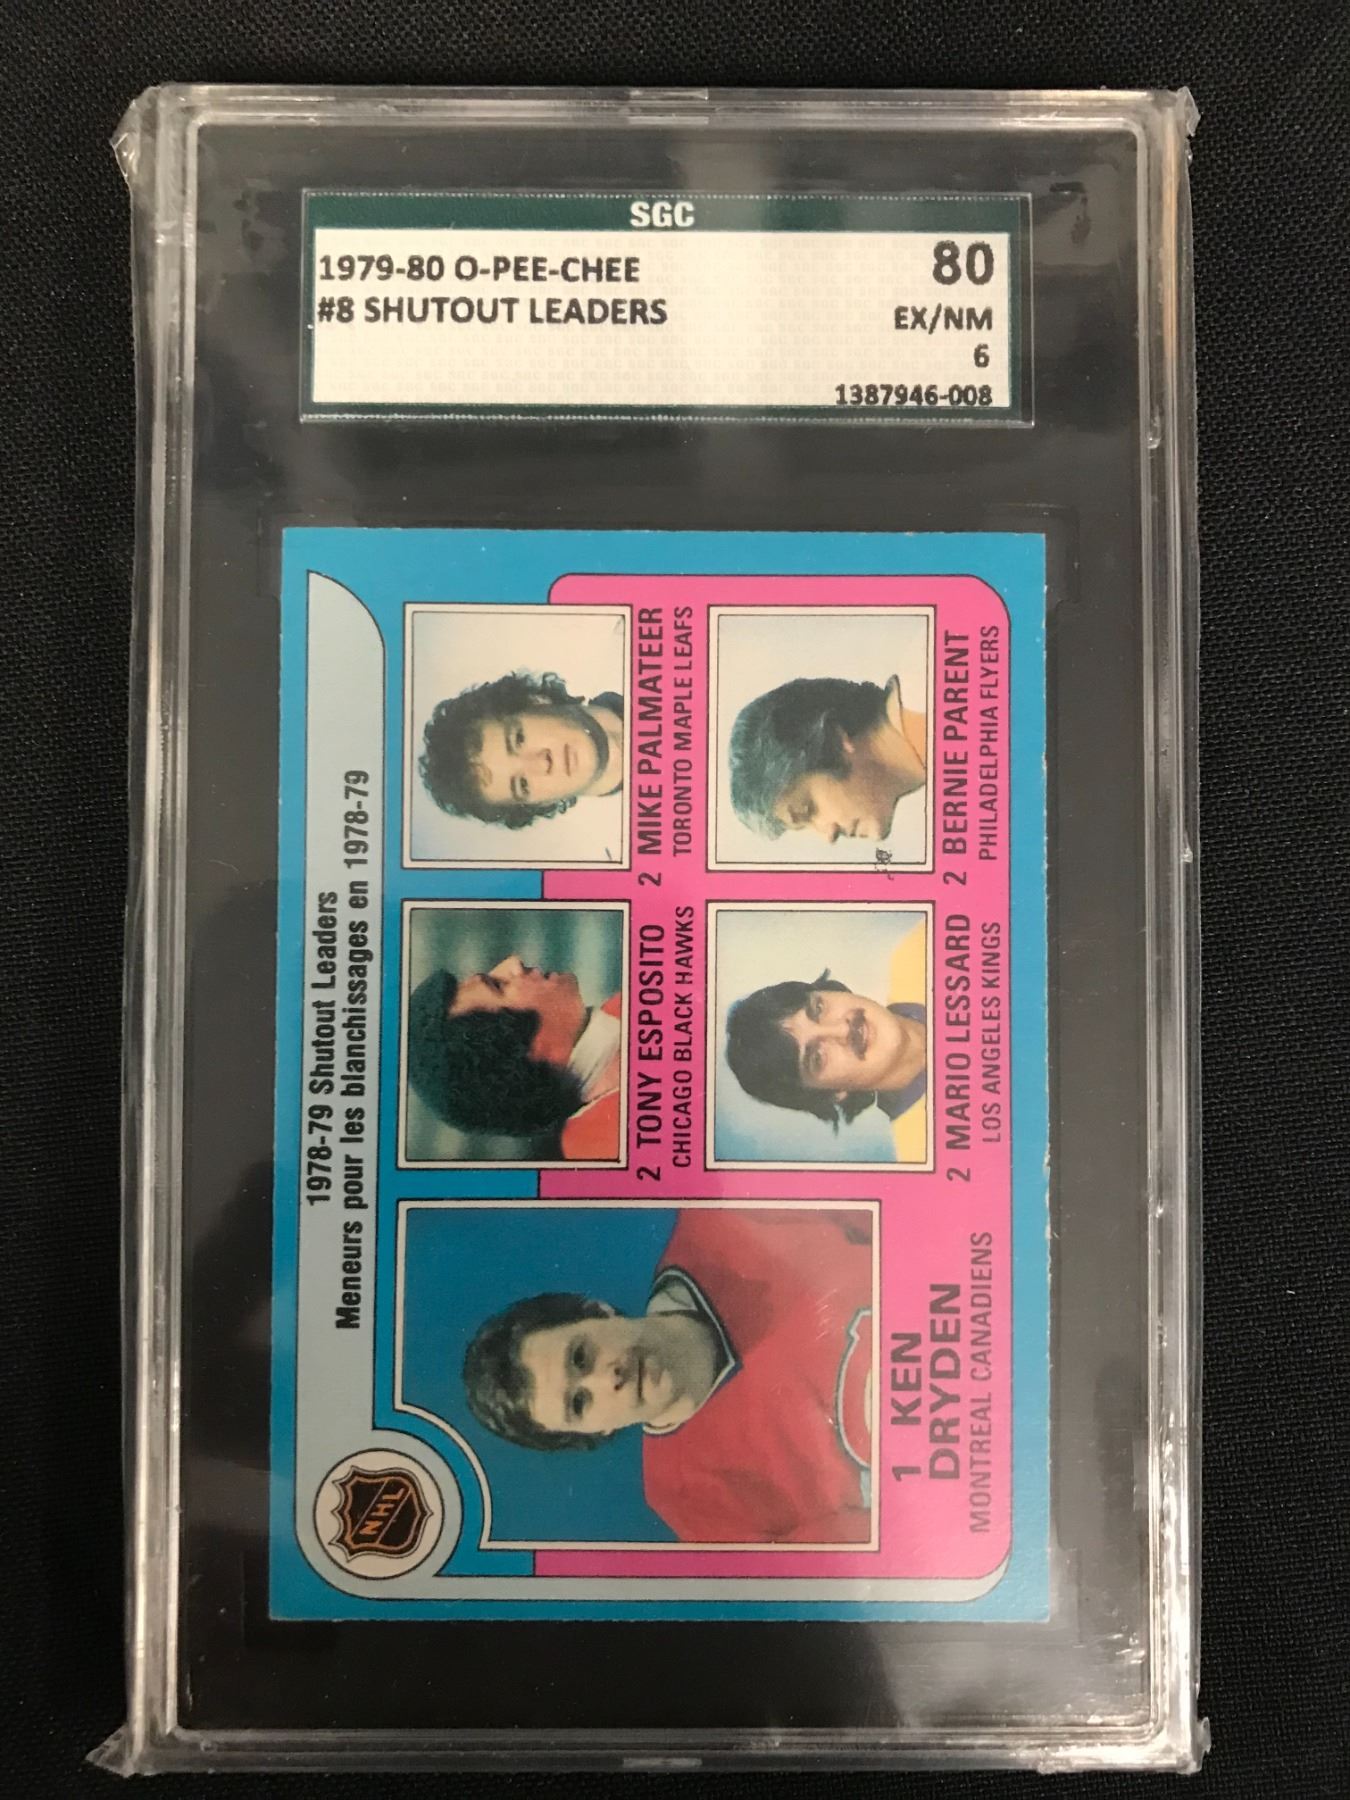 SGC
1979-80 O-PEE-CHEE
#8 SHUTOUT LEADERS
80
EX/NM
6
1387946-008
1978-79 Shutout Leaders
Meneurs pour les blanchissages en 1978-79
NHL
1 KEN
DRYDEN
MONTREAL CANADIENS
2 TONY ESPOSITO
CHICAGO BLACK HAWKS
2 MIKE PALMATEER
TORONTO MAPLE LEAFS
2 MARIO LESSARD
LOS ANGELES KINGS
2 BERNIE PARENT
PHILADELPHIA FLYERS